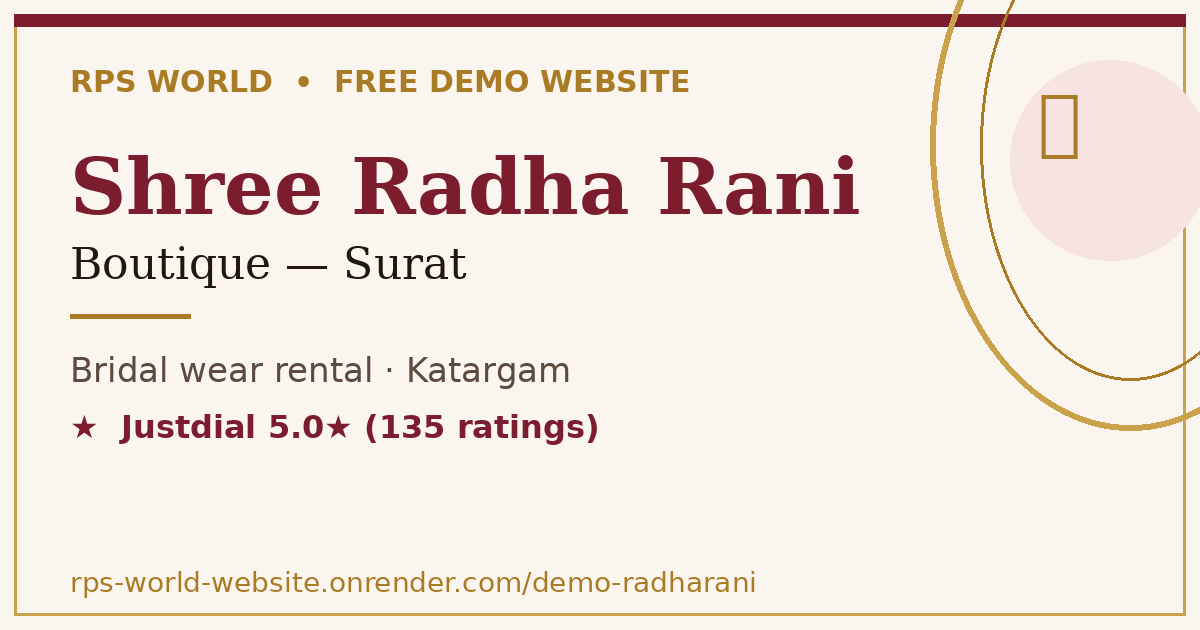 RPS WORLD • FREE DEMO WEBSITE
Shree Radha Rani
Boutique — Surat
Bridal wear rental · Katargam
★ Justdial 5.0★ (135 ratings)
rps-world-website.onrender.com/demo-radharani